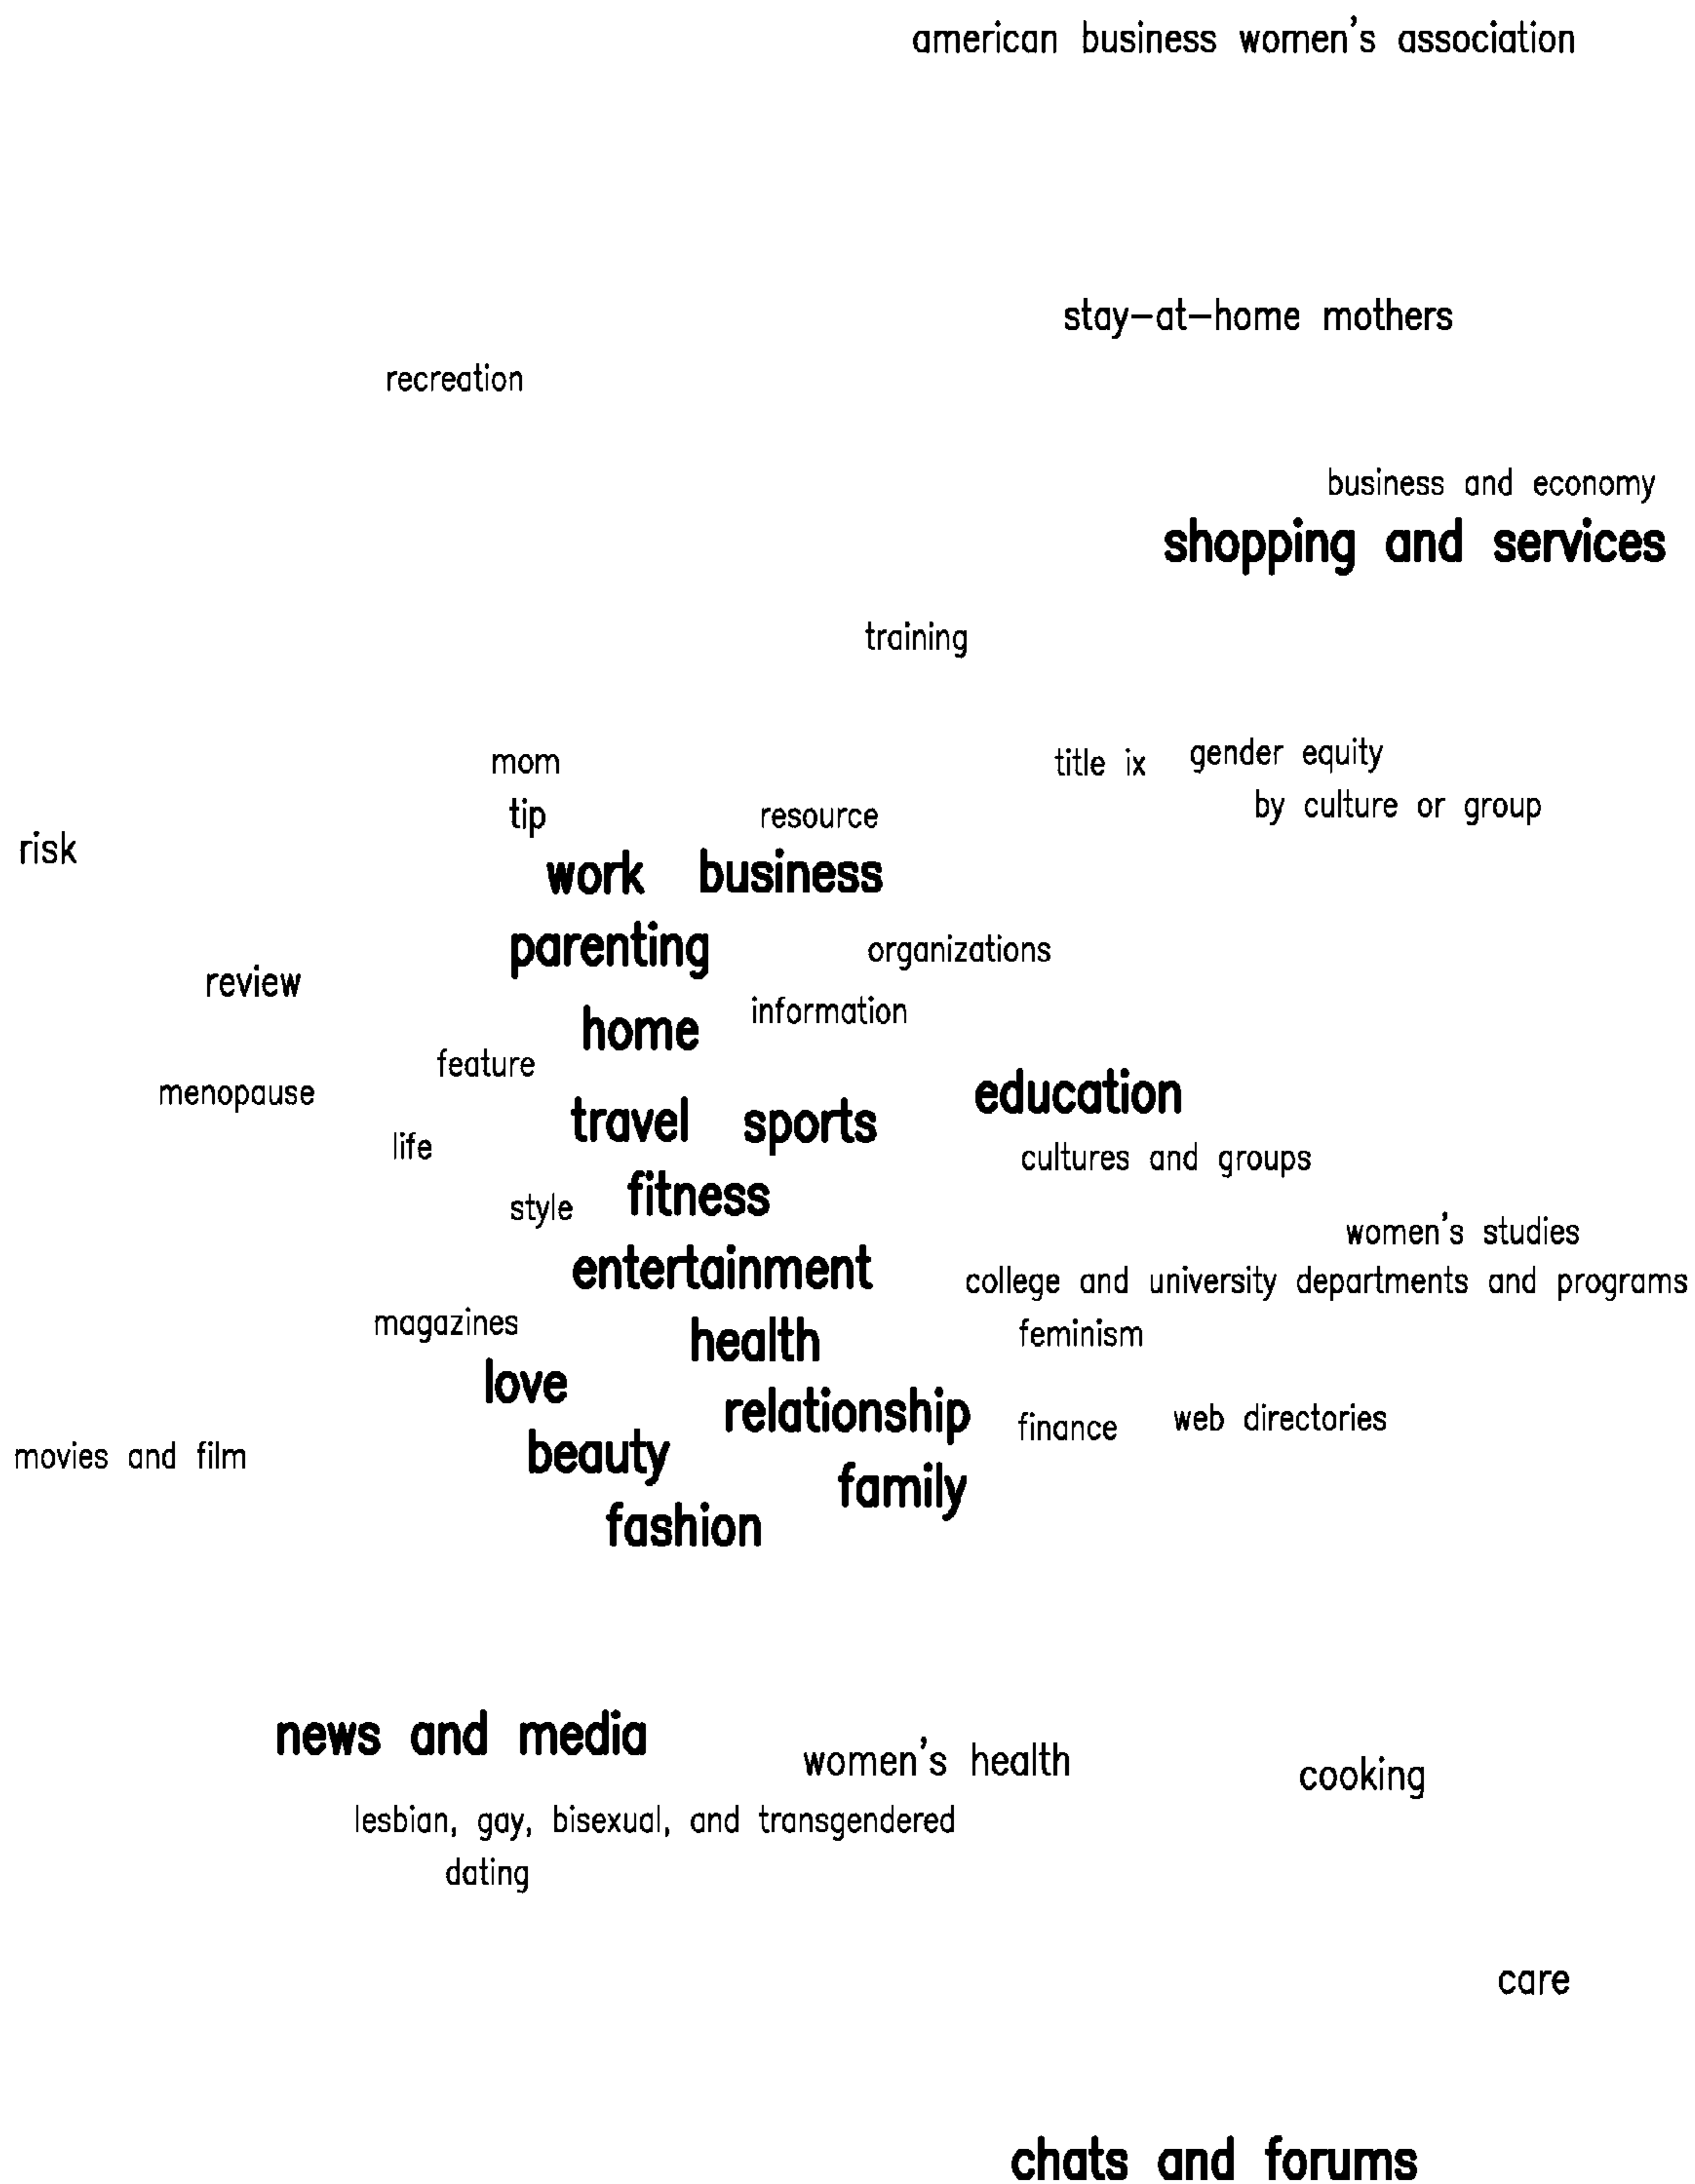 american business women's association
stay-at-home mothers
recreation
business and economy
shopping and services
training
mom
title ix
gender equity
tip
resource
by culture or group
risk
work
business
parenting
organizations
review
home
information
feature
menopause
education
travel
sports
life
cultures and groups
fitness
style
women's studies
entertainment
college and university departments and programs
magazines
health
feminism
love
relationship
finance
web directories
beauty
movies and film
family
fashion
news and media
women's health
cooking
lesbian, gay, bisexual, and transgendered
dating
care
chats and forums